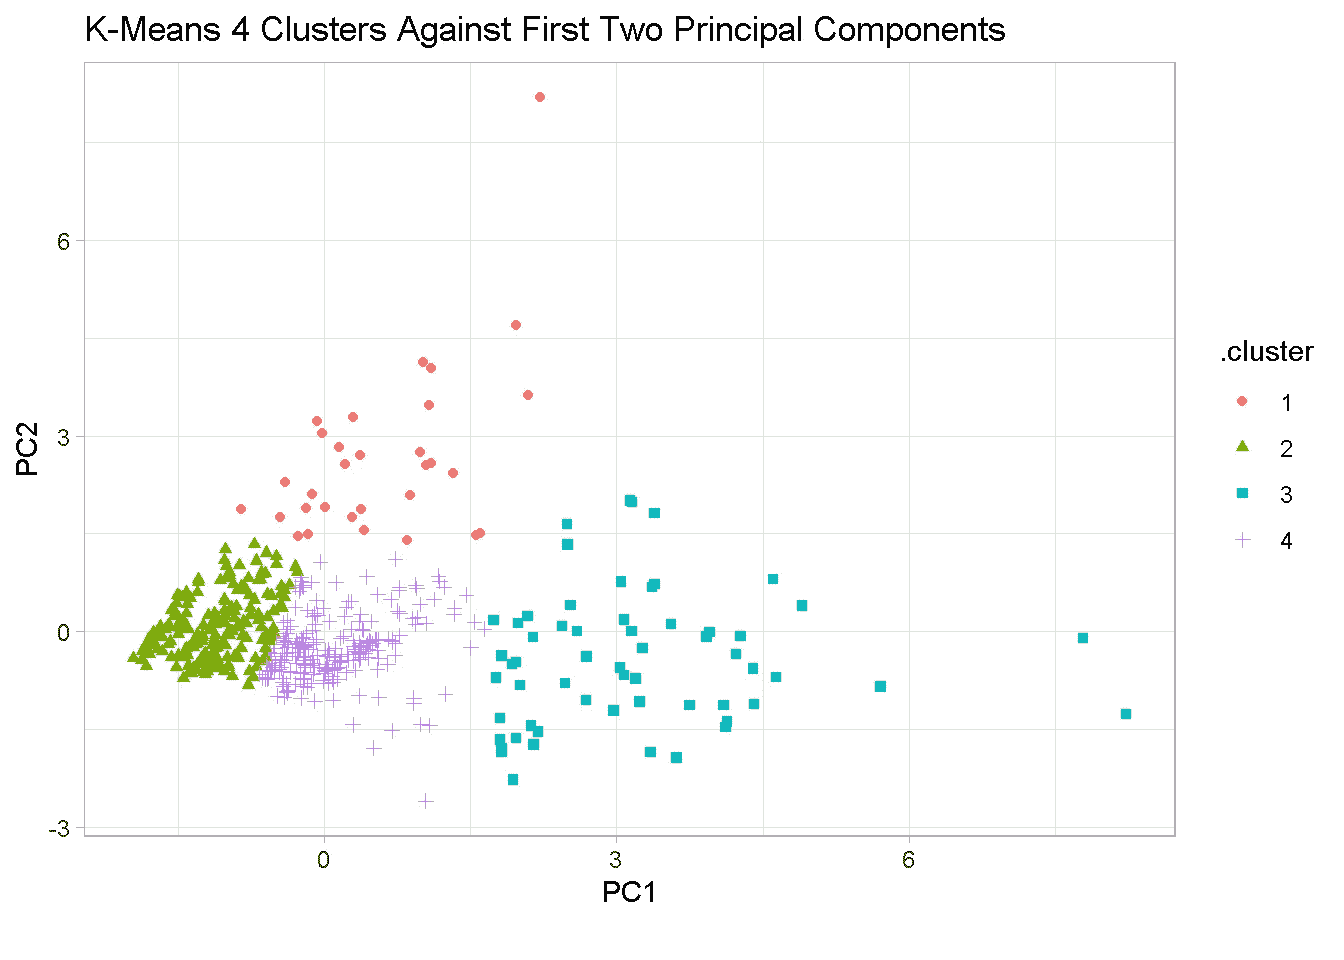 K-Means 4 Clusters Against First Two Principal Components
6
3
0
-3
PC2
0 3 6
PC1
.cluster
1
2
3
4